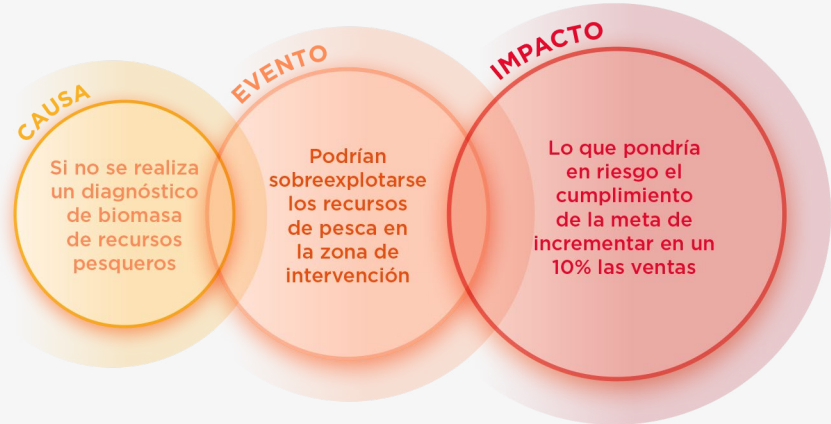 CAUSA
Si no se realiza
un diagnóstico
de biomasa
de recursos
pesqueros
EVENTO
Podrían
sobreexplotarse
los recursos
de pesca en
la zona de
intervención
IMPACTO
Lo que pondría
en riesgo el
cumplimiento
de la meta de
incrementar en un
10% las ventas